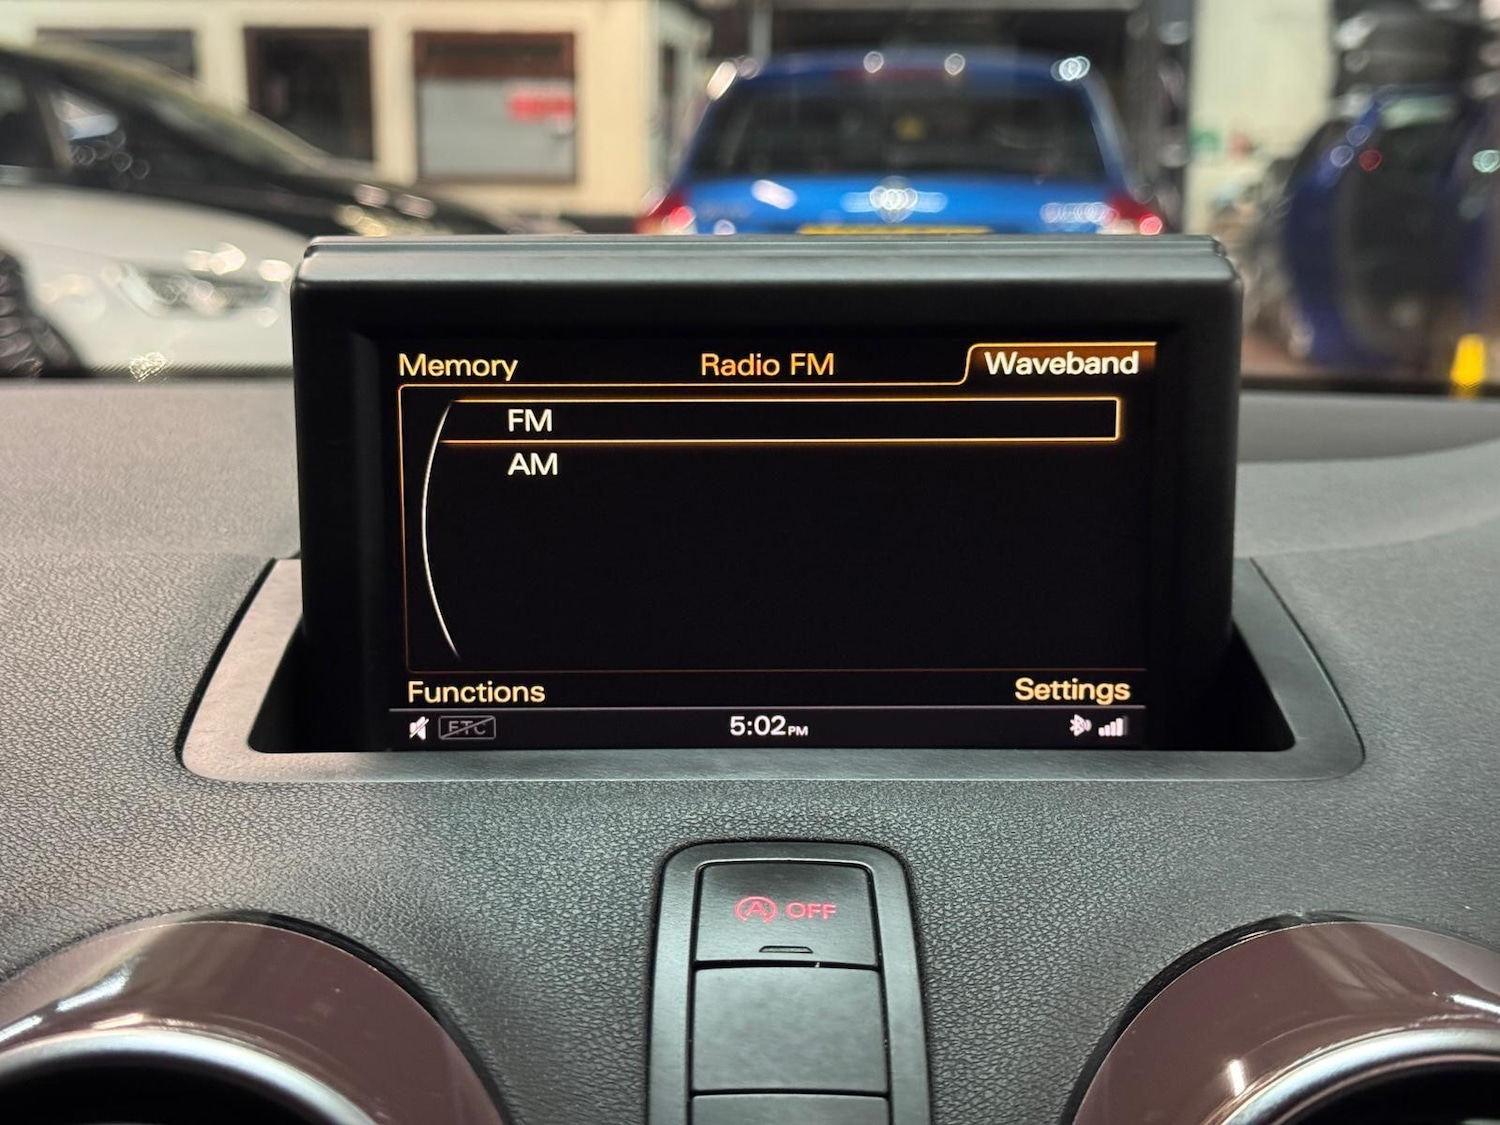 Memory Radio FM Waveband
FM
AM
Functions Settings
ETC 5:02PM
A OFF